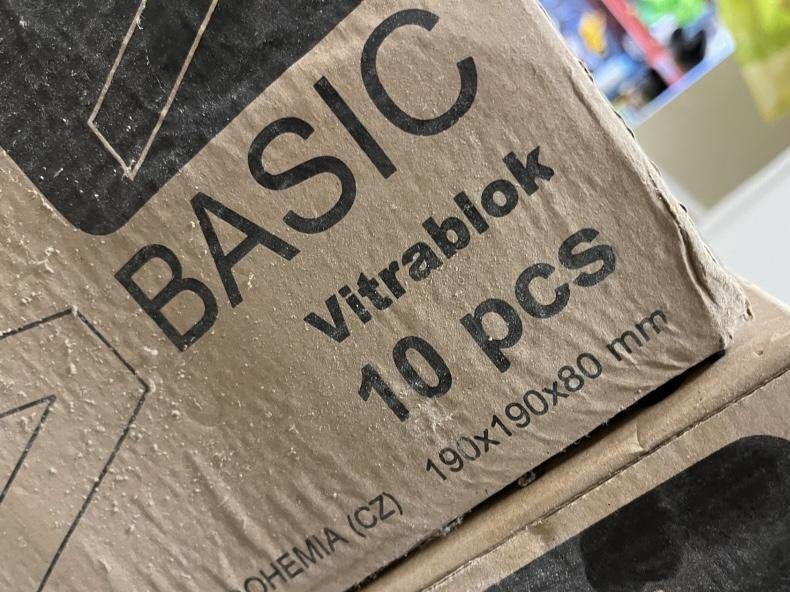 BASIC
vitrablok
10 pcs
190x190x80 mm
OHEMIA (CZ)